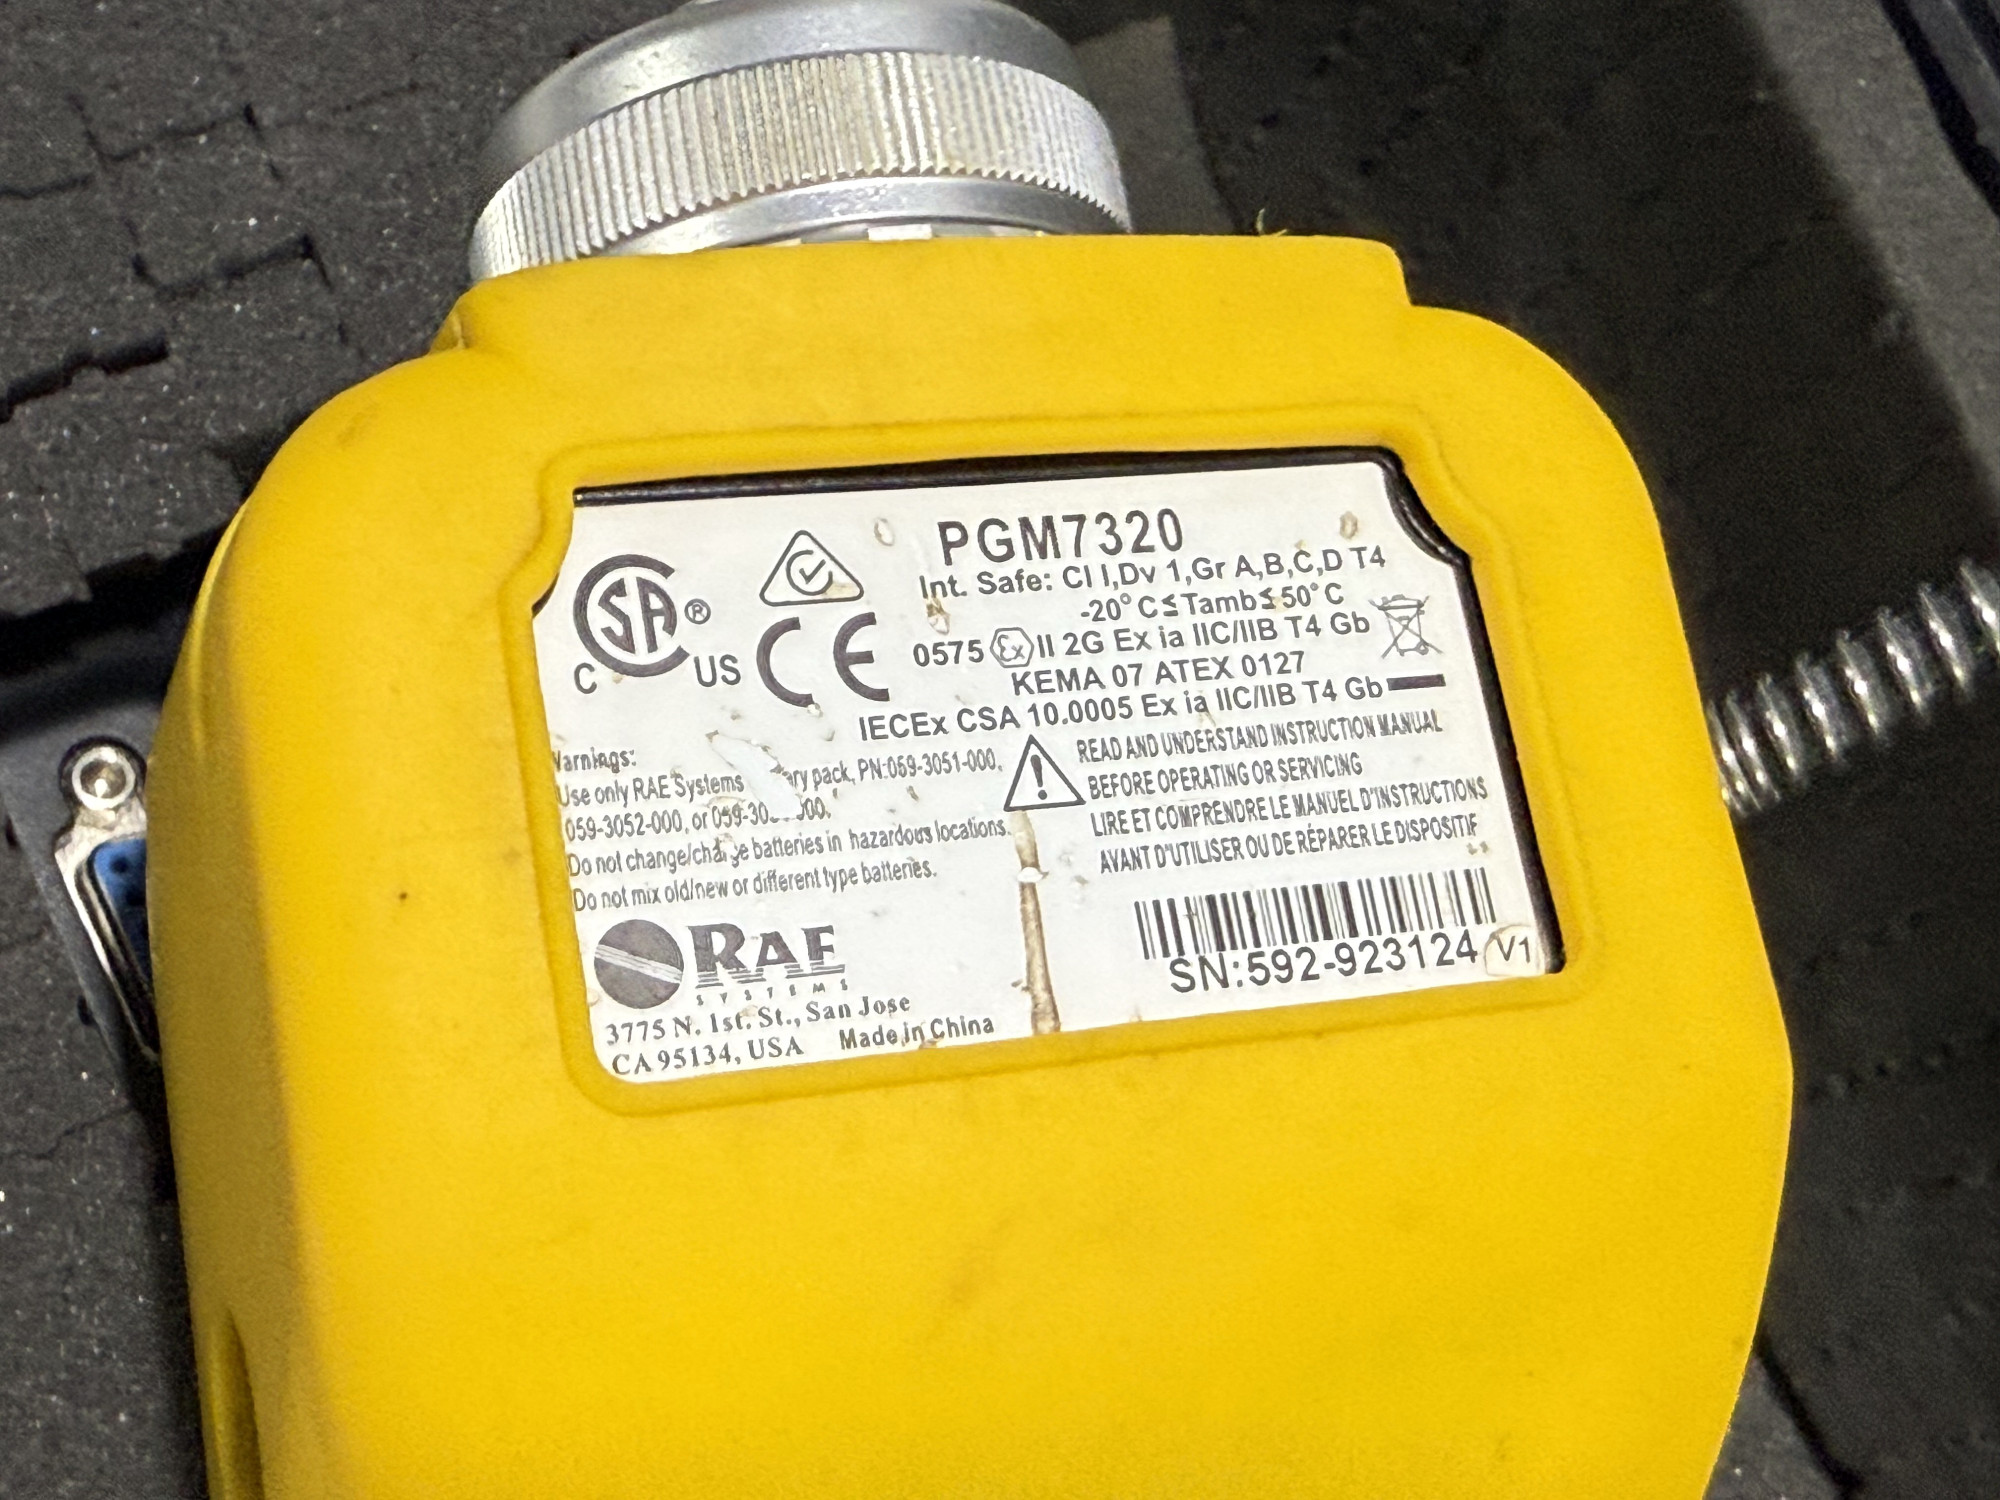 PGM7320
Int. Safe: Cl I,Dv 1,Gr A,B,C,D T4
-20°C≤Tamb≤50°C
0575 Ex II 2G Ex ia IIC/IIB T4 Gb
KEMA 07 ATEX 0127
IECEx CSA 10.0005 Ex ia IIC/IIB T4 Gb
CSA®
C US
CE
Warnings:
Use only RAE Systems pack, PN:059-3051-000,
059-3052-000, or
Do not change/charge batteries in hazardous locations.
Do not mix old/new or different type batteries.
READ AND UNDERSTAND INSTRUCTION MANUAL
BEFORE OPERATING OR SERVICING
LIRE ET COMPRENDRE LE MANUEL D'INSTRUCTIONS
AVANT D'UTILISER OU DE RÉPARER LE DISPOSITIF
RAE
SYSTEMS
3775 N. 1st. St., San Jose
CA 95134, USA Made in China
SN:592-923124 V1